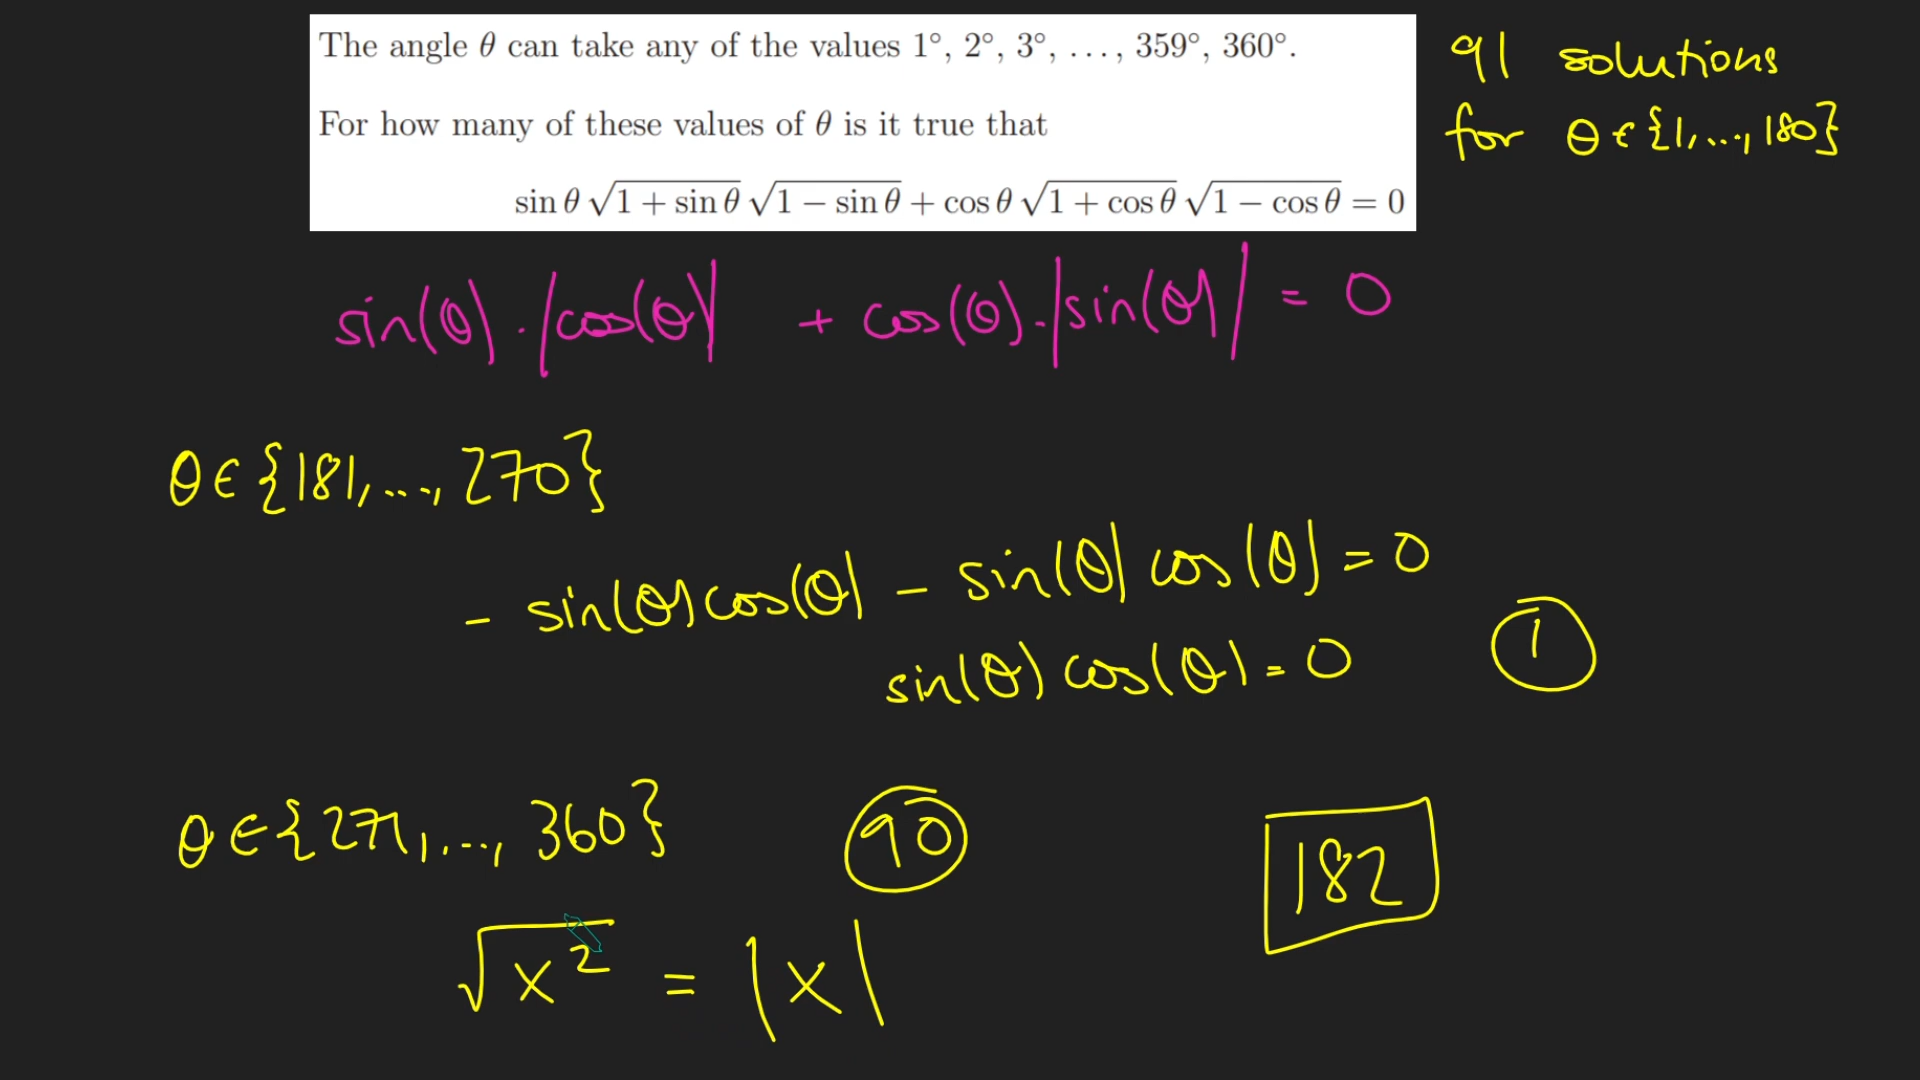 The angle θ can take any of the values 1°, 2°, 3°, ..., 359°, 360°.
For how many of these values of θ is it true that
sin θ √(1 + sin θ) √(1 − sin θ) + cos θ √(1 + cos θ) √(1 − cos θ) = 0
91 solutions
for θ ∈ {1, ..., 180}
sin(θ) · |cos(θ)| + cos(θ) · |sin(θ)| = 0
θ ∈ {181, ..., 270}
− sin(θ) cos(θ) − sin(θ) cos(θ) = 0
sin(θ) cos(θ) = 0
1
θ ∈ {271, ..., 360}
90
182
√x² = |x|